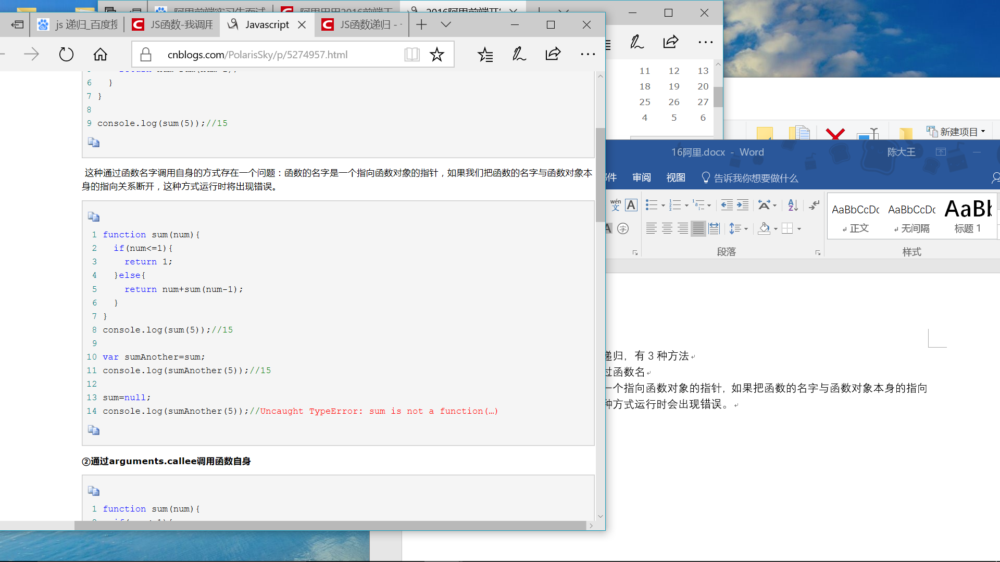 js 递归_百度搜
JS函数-我调用
Javascript
JS函数递归 -
cnblogs.com/PolarisSky/p/5274957.html
6 }
7 }
8
9 console.log(sum(5));//15
这种通过函数名字调用自身的方式存在一个问题：函数的名字是一个指向函数对象的指针，如果我们把函数的名字与函数对象本
身的指向关系断开，这种方式运行时将出现错误。
1 function sum(num){
2 if(num<=1){
3 return 1;
4 }else{
5 return num+sum(num-1);
6 }
7 }
8 console.log(sum(5));//15
9
10 var sumAnother=sum;
11 console.log(sumAnother(5));//15
12
13 sum=null;
14 console.log(sumAnother(5));//Uncaught TypeError: sum is not a function(…)
②通过arguments.callee调用函数自身
1 function sum(num){
11 12 13
18 19 20
25 26 27
4 5 6
新建项目
16阿里.docx - Word
陈大王
件 审阅 视图 告诉我你想要做什么
wén
文 A
A 字
AaBbCcDc AaBbCcDc AaBb
正文 无间隔 标题 1
段落 样式
递归，有 3 种方法
过函数名
一个指向函数对象的指针，如果把函数的名字与函数对象本身的指向
种方式运行时会出现错误。